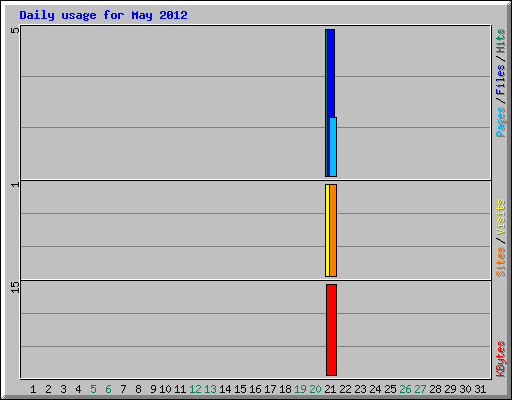 Daily usage for May 2012
5
Pages / Files / Hits
1
Sites / Visits
15
KBytes
1 2 3 4 5 6 7 8 9 10 11 12 13 14 15 16 17 18 19 20 21 22 23 24 25 26 27 28 29 30 31